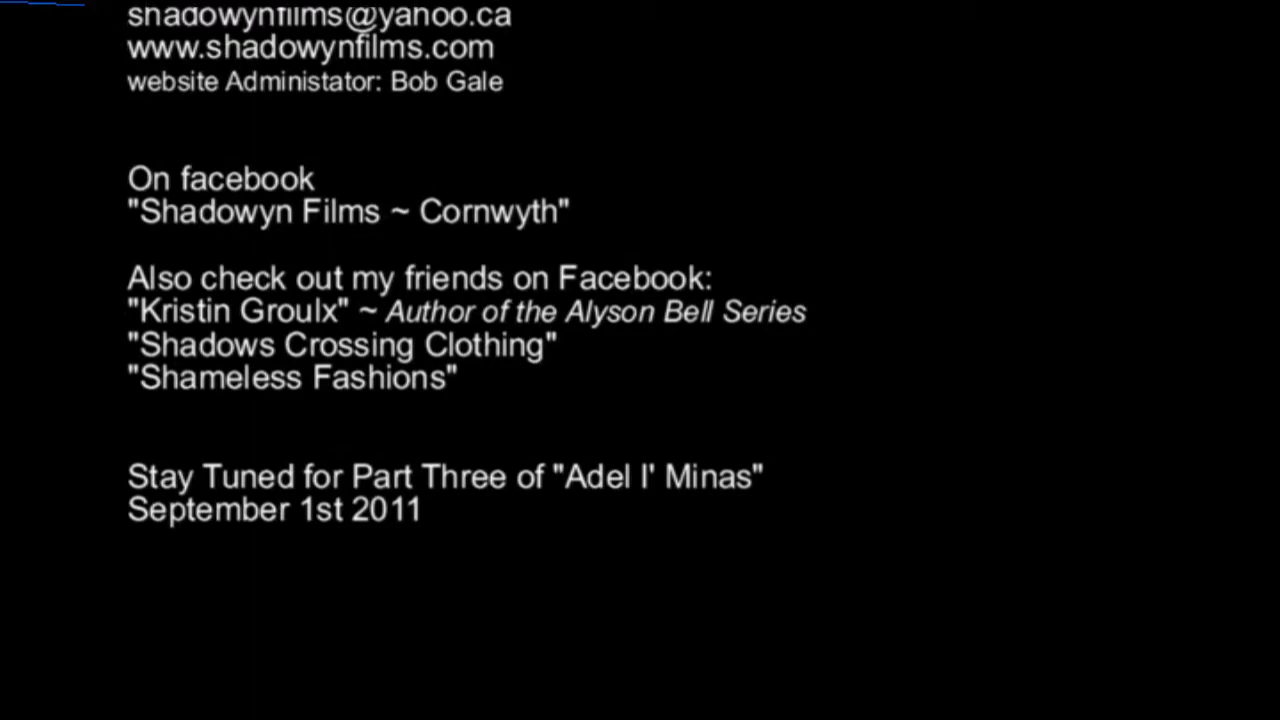 shadowynfilms@yahoo.ca
www.shadowynfilms.com
website Administator: Bob Gale
On facebook
"Shadowyn Films ~ Cornwyth"
Also check out my friends on Facebook:
"Kristin Groulx" ~ Author of the Alyson Bell Series
"Shadows Crossing Clothing"
"Shameless Fashions"
Stay Tuned for Part Three of "Adel I' Minas"
September 1st 2011